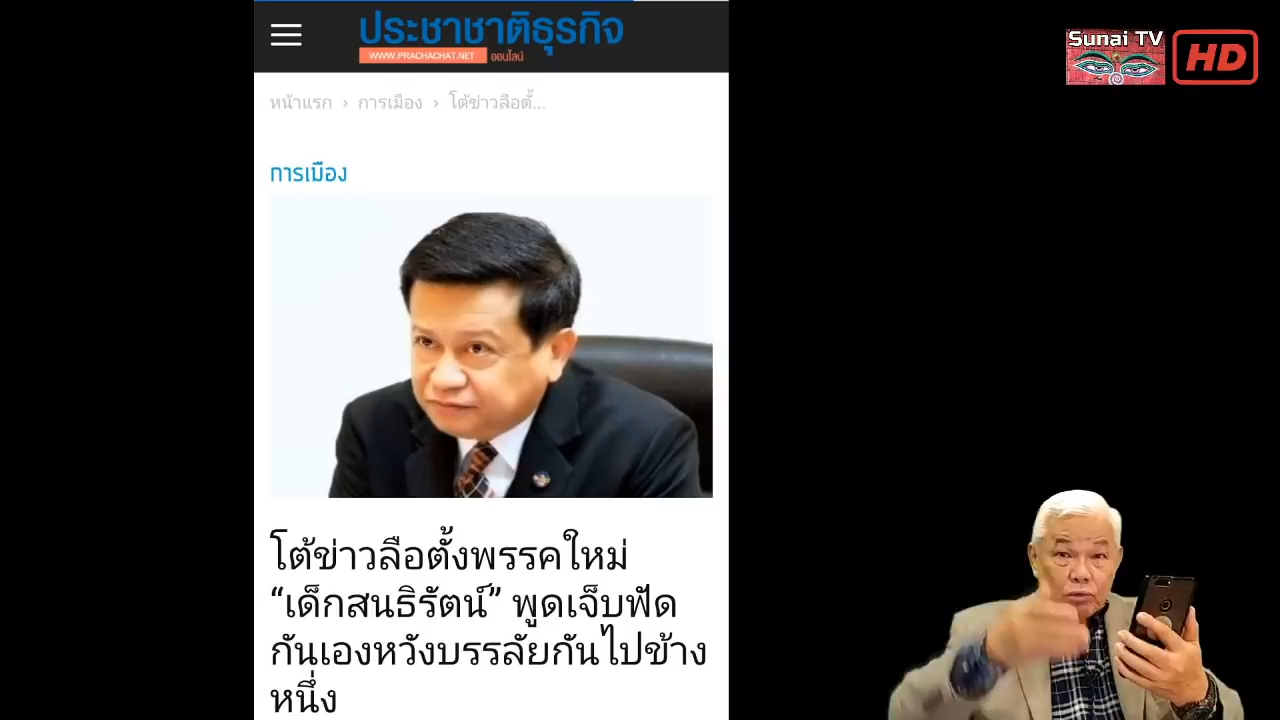 ประชาชาติธุรกิจ
WWW.PRACHACHAT.NET ออนไลน์
Sunai TV HD
หน้าแรก › การเมือง › โต้ข่าวลือตั้...
การเมือง
โต้ข่าวลือตั้งพรรคใหม่
“เด็กสนธิรัตน์” พูดเจ็บฟัด
กันเองหวังบรรลัยกันไปข้าง
หนึ่ง